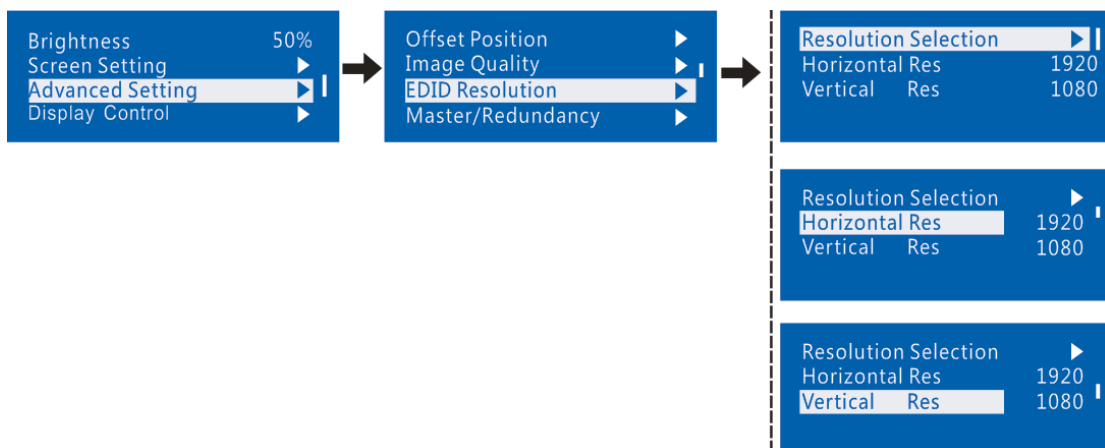 Brightness 50%
Screen Setting
Advanced Setting
Display Control
Offset Position
Image Quality
EDID Resolution
Master/Redundancy
Resolution Selection
Horizontal Res 1920
Vertical Res 1080
Resolution Selection
Horizontal Res 1920
Vertical Res 1080
Resolution Selection
Horizontal Res 1920
Vertical Res 1080